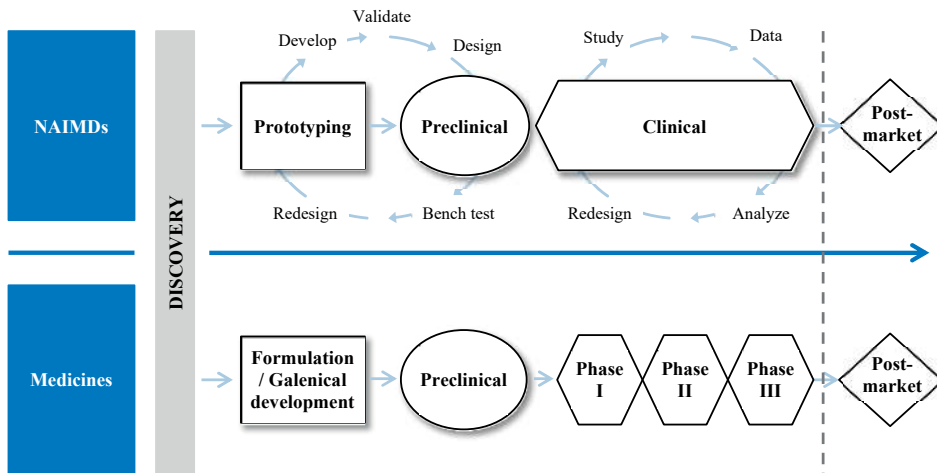 Validate
Develop
Design
Study
Data
NAIMDs
Prototyping
Preclinical
Clinical
Post-
market
Redesign
Bench test
Redesign
Analyze
DISCOVERY
Medicines
Formulation
/ Galenical
development
Preclinical
Phase
I
Phase
II
Phase
III
Post-
market